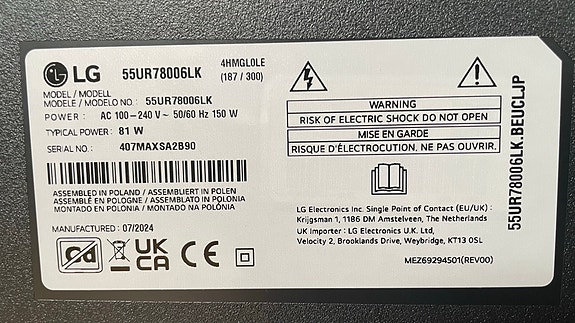 LG 55UR78006LK 4HMGL0LE
(187 / 300)
MODEL / MODELL
MODELE / MODELO NO. : 55UR78006LK
POWER : AC 100-240 V ~ 50/60 Hz 150 W
TYPICAL POWER : 81 W
SERIAL NO. : 407MAXSA2B90
ASSEMBLED IN POLAND / ASSEMBLIERT IN POLEN
ASSEMBLÉ EN POLOGNE / ASSEMBLATO IN POLONIA
MONTADO EN POLONIA / MONTADO NA POLÓNIA
MANUFACTURED : 07/2024
Cd
UK
CA
CE
WARNING
RISK OF ELECTRIC SHOCK DO NOT OPEN
MISE EN GARDE
RISQUE D'ÉLECTROCUTION. NE PAS OUVRIR.
LG Electronics Inc. Single Point of Contact (EU/UK) :
Krijgsman 1, 1186 DM Amstelveen, The Netherlands
UK Importer : LG Electronics U.K. Ltd,
Velocity 2, Brooklands Drive, Weybridge, KT13 0SL
MEZ69294501(REV00)
55UR78006LK.BEUCLJP